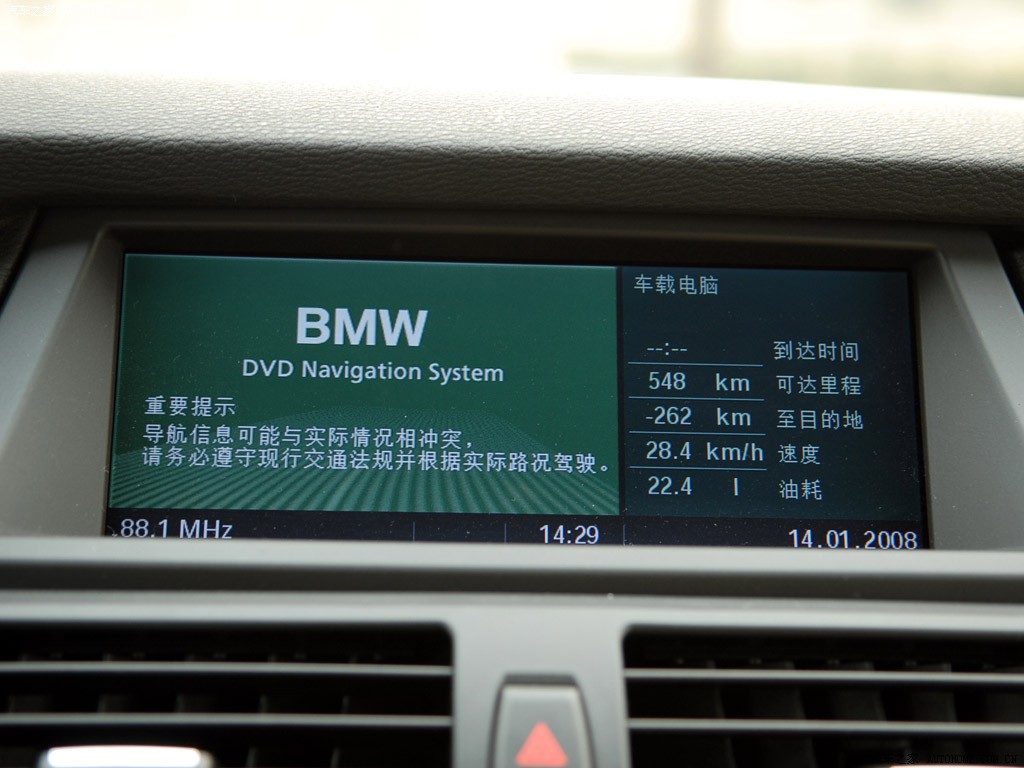 汽车之家
BMW
DVD Navigation System
重要提示
导航信息可能与实际情况相冲突，
请务必遵守现行交通法规并根据实际路况驾驶。
车载电脑
--:-- 到达时间
548 km 可达里程
-262 km 至目的地
28.4 km/h 速度
22.4 l 油耗
88.1 MHz 14:29 14.01.2008